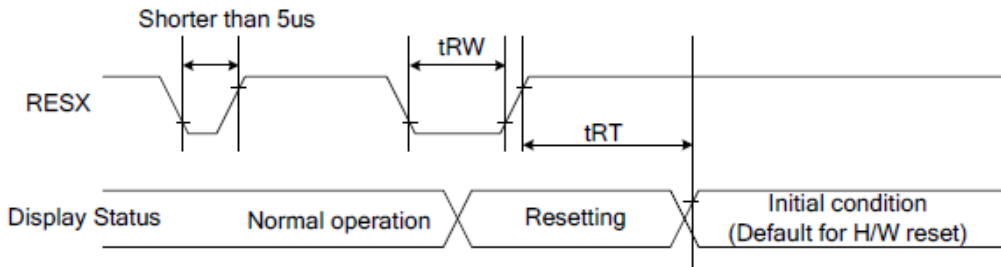 Shorter than 5us
tRW
RESX
tRT
Display Status
Normal operation
Resetting
Initial condition
(Default for H/W reset)